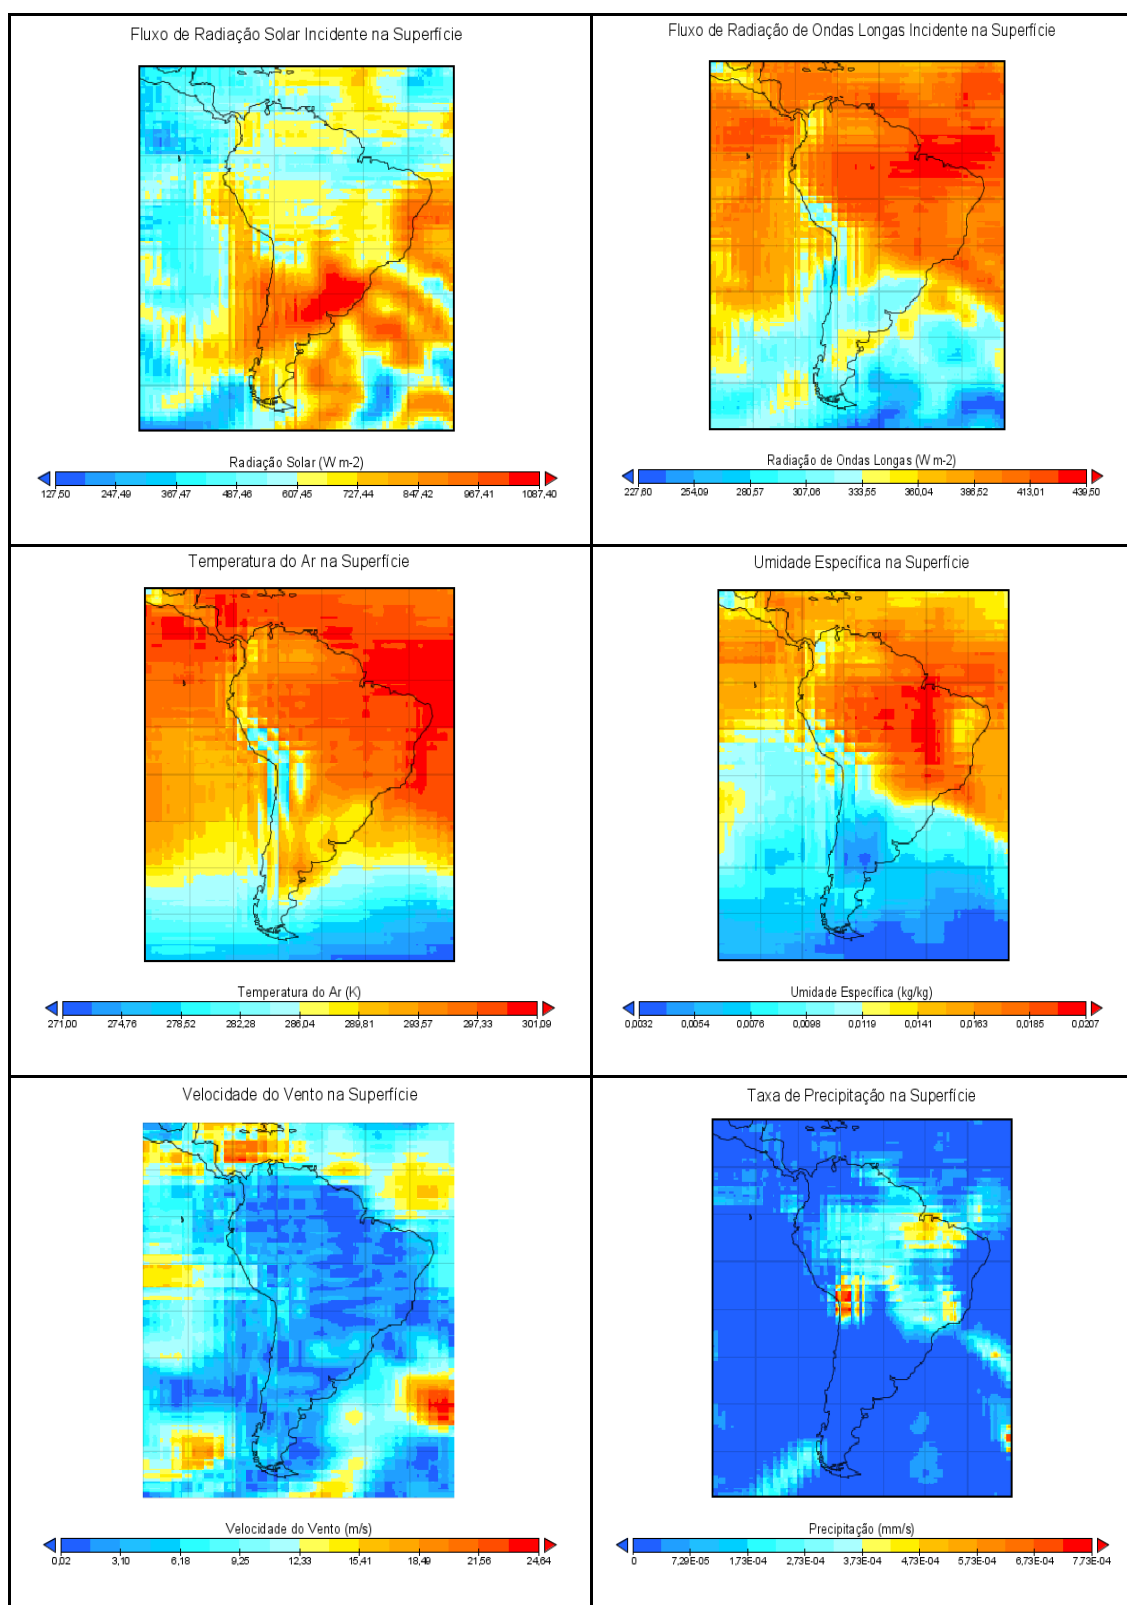 Fluxo de Radiação Solar Incidente na Superfície
Radiação Solar (W m-2)
127,50 247,49 367,47 487,46 607,45 727,44 847,42 967,41 1087,40
Fluxo de Radiação de Ondas Longas Incidente na Superfície
Radiação de Ondas Longas (W m-2)
227,80 254,09 280,57 307,06 333,55 360,04 386,52 413,01 439,50
Temperatura do Ar na Superfície
Temperatura do Ar (K)
271,00 274,76 278,52 282,28 286,04 289,81 293,57 297,33 301,09
Umidade Específica na Superfície
Umidade Específica (kg/kg)
0,0032 0,0054 0,0076 0,0098 0,0119 0,0141 0,0163 0,0185 0,0207
Velocidade do Vento na Superfície
Velocidade do Vento (m/s)
0,02 3,10 6,18 9,25 12,33 15,41 18,49 21,56 24,64
Taxa de Precipitação na Superfície
Precipitação (mm/s)
0 7,29E-05 1,73E-04 2,73E-04 3,73E-04 4,73E-04 5,73E-04 6,73E-04 7,73E-04